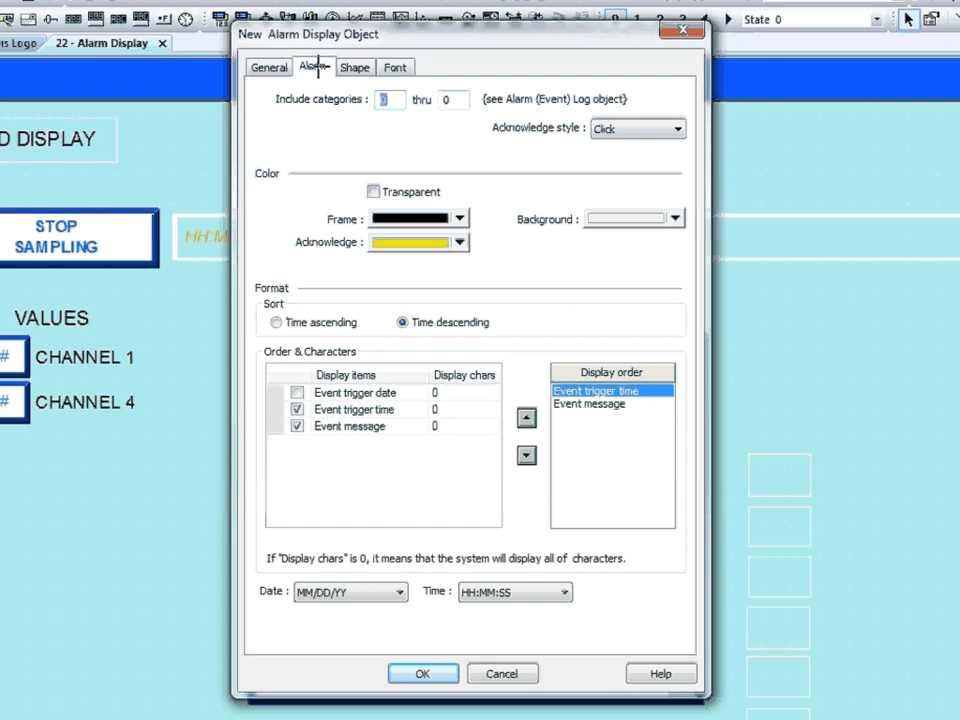 State 0
ns Logo
22 - Alarm Display
New Alarm Display Object
General
Alarm
Shape
Font
Include categories : 0 thru 0 {see Alarm (Event) Log object}
Acknowledge style : Click
Color
Transparent
Frame :
Background :
Acknowledge :
Format
Sort
Time ascending
Time descending
Order & Characters
Display items Display chars
Event trigger date 0
Event trigger time 0
Event message 0
Display order
Event trigger time
Event message
If "Display chars" is 0, it means that the system will display all of characters.
Date : MM/DD/YY Time : HH:MM:SS
OK
Cancel
Help
D DISPLAY
STOP
SAMPLING
HH:M
VALUES
# CHANNEL 1
# CHANNEL 4